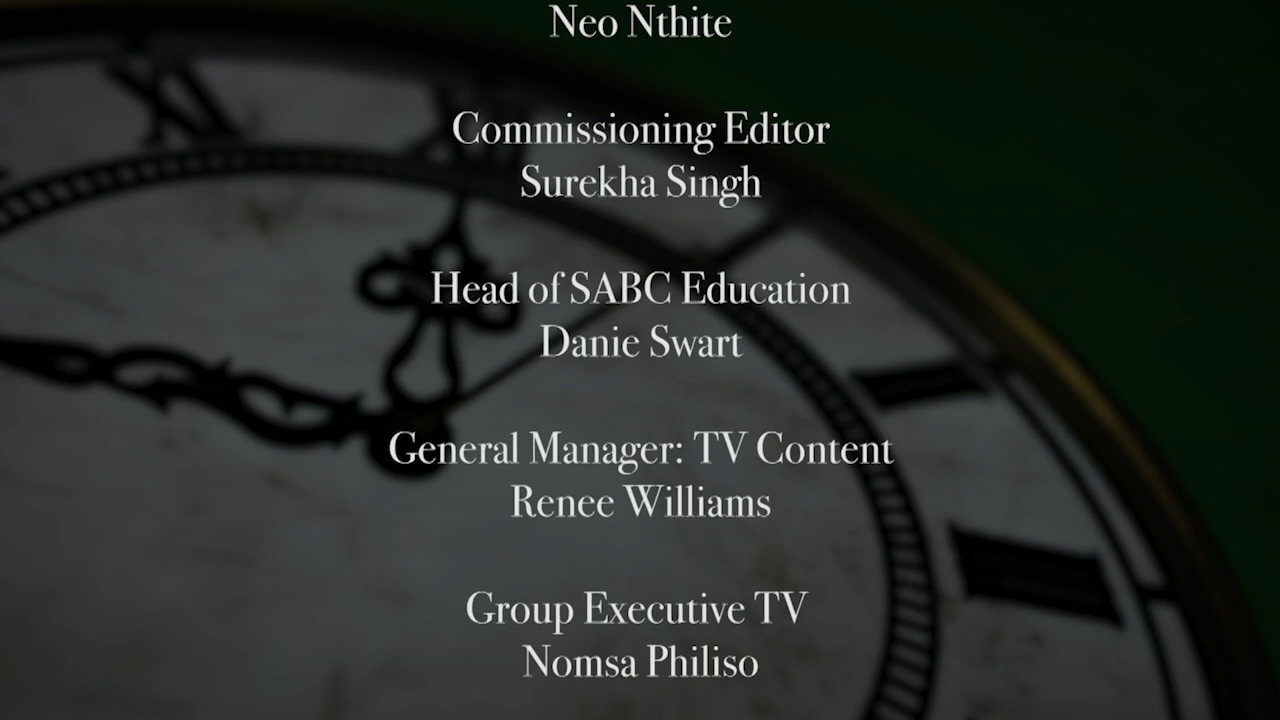 Neo Nthite
Commissioning Editor
Surekha Singh
Head of SABC Education
Danie Swart
General Manager: TV Content
Renee Williams
Group Executive TV
Nomsa Philiso